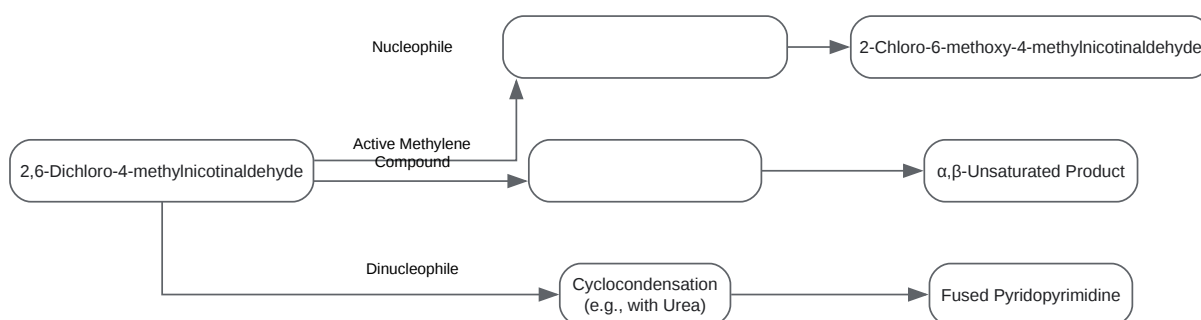 Nucleophile
2-Chloro-6-methoxy-4-methylnicotinaldehyde
2,6-Dichloro-4-methylnicotinaldehyde
Active Methylene
Compound
α,β-Unsaturated Product
Dinucleophile
Cyclocondensation
(e.g., with Urea)
Fused Pyridopyrimidine